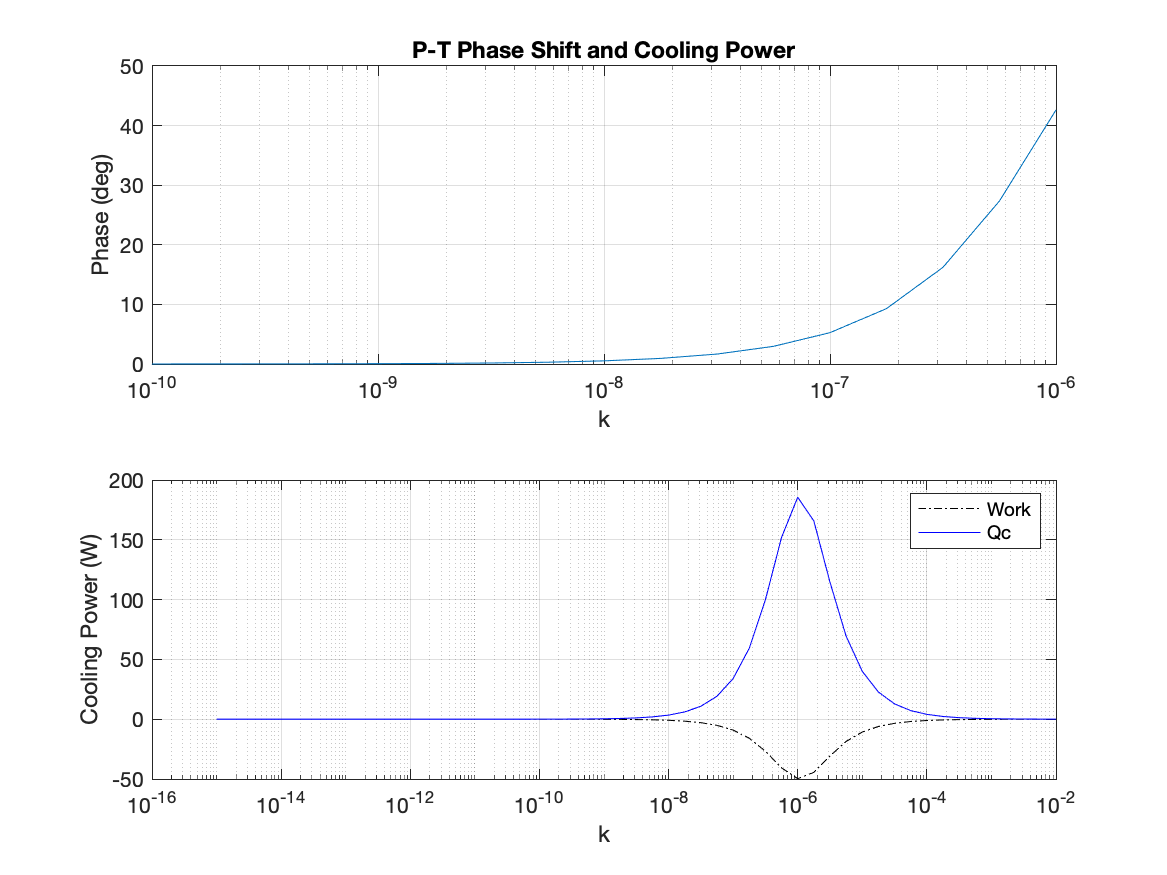 P-T Phase Shift and Cooling Power
Phase (deg)
50
40
30
20
10
0
10^-10 10^-9 10^-8 10^-7 10^-6
k
Cooling Power (W)
200
150
100
50
0
-50
Work
Qc
10^-16 10^-14 10^-12 10^-10 10^-8 10^-6 10^-4 10^-2
k